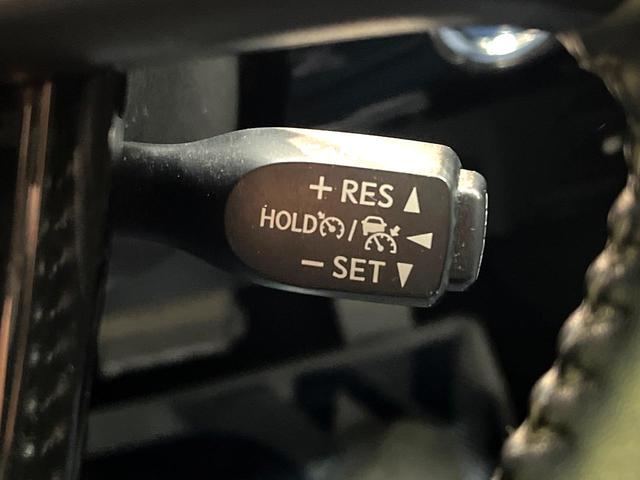 + RES ▲
HOLD / ◀
− SET ▼